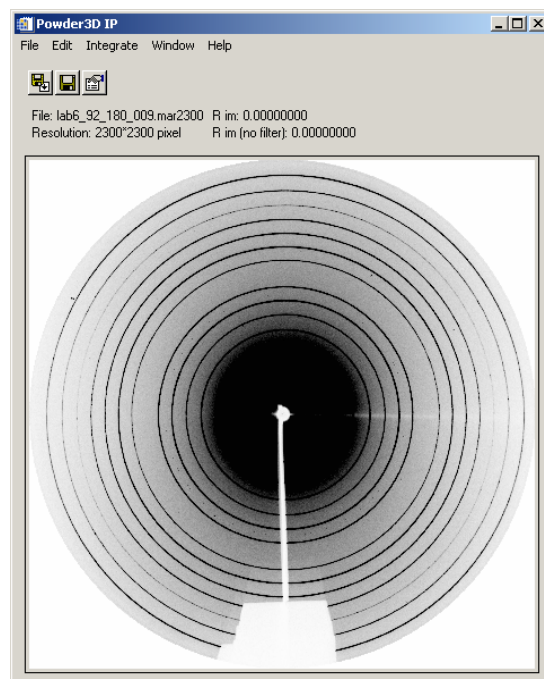 Powder3D IP
File Edit Integrate Window Help
File: lab6_92_180_009.mar2300 R im: 0.00000000
Resolution: 2300*2300 pixel R im (no filter): 0.00000000